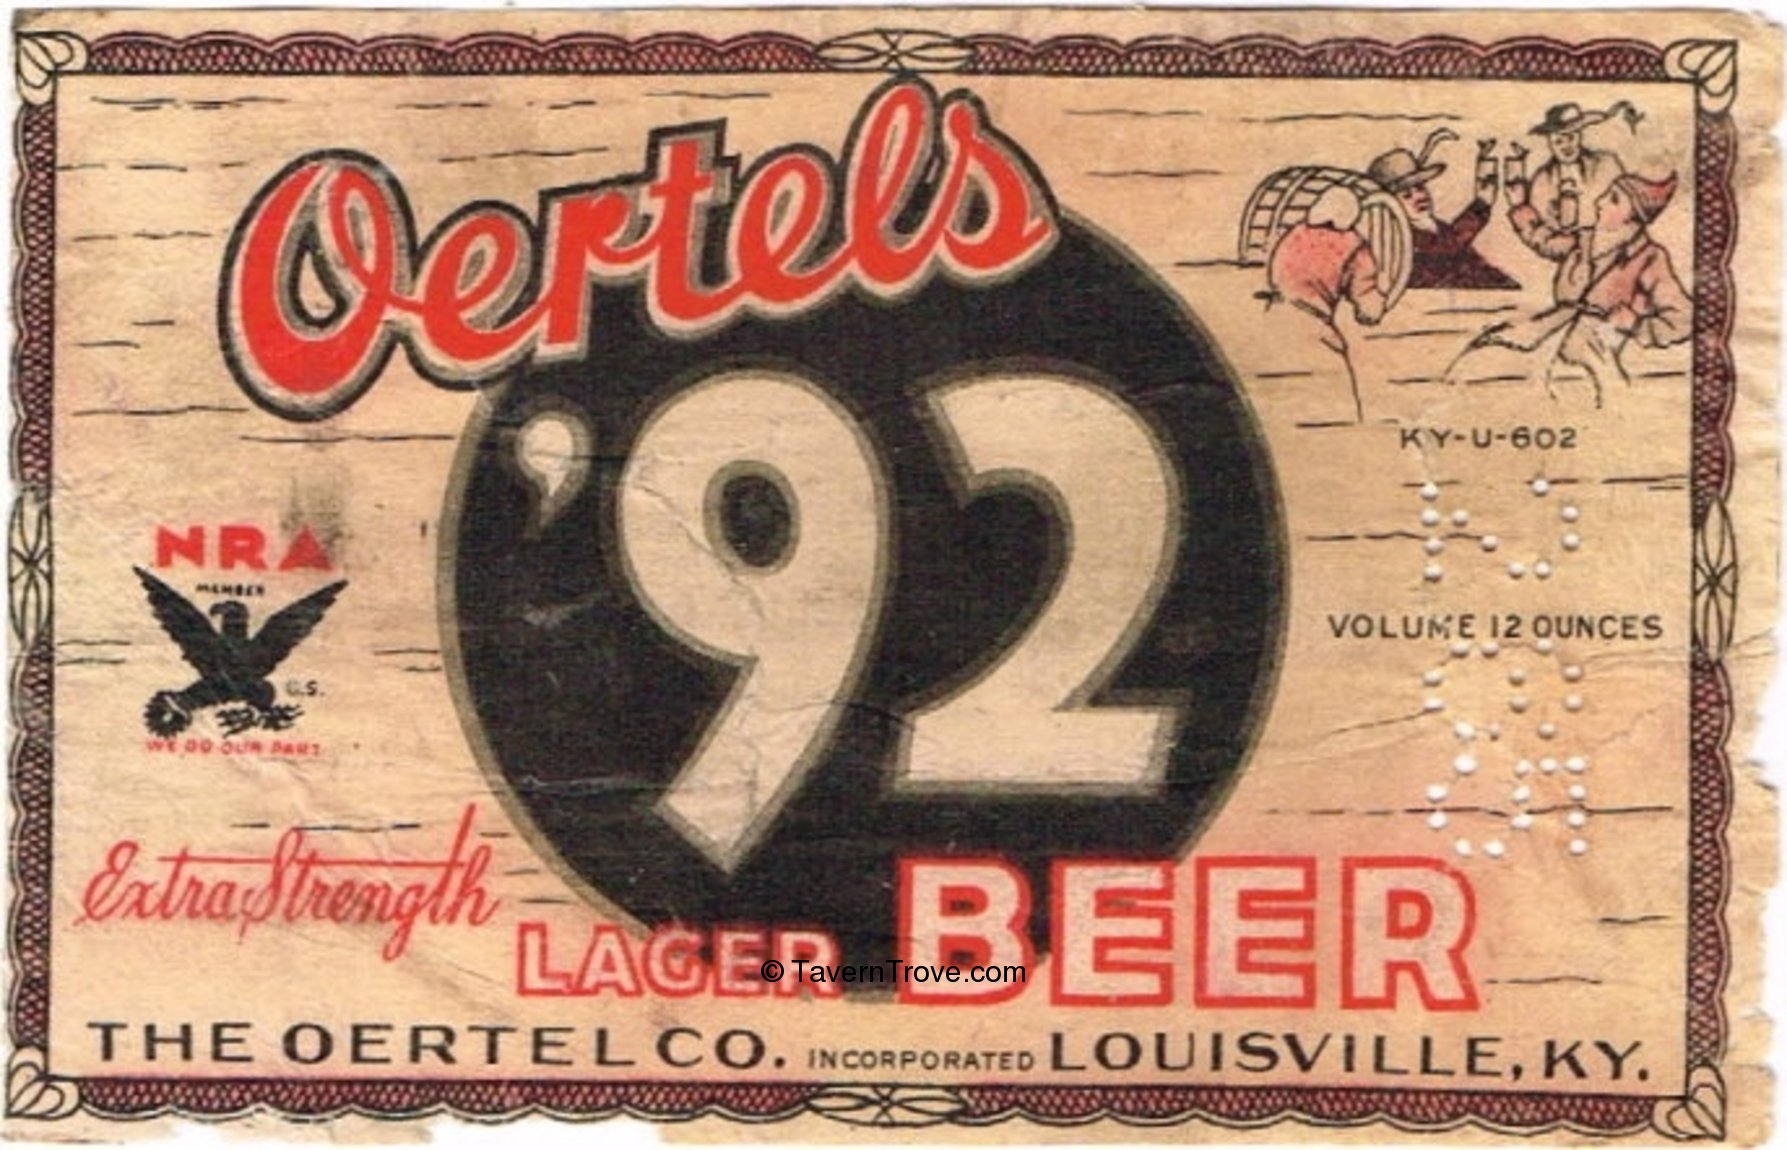 Oertels
'92
KY-U-602
NRA
MEMBER
U.S.
WE DO OUR PART
VOLUME 12 OUNCES
Extra Strength
LAGER BEER
© TavernTrove.com
THE OERTEL CO. INCORPORATED LOUISVILLE, KY.